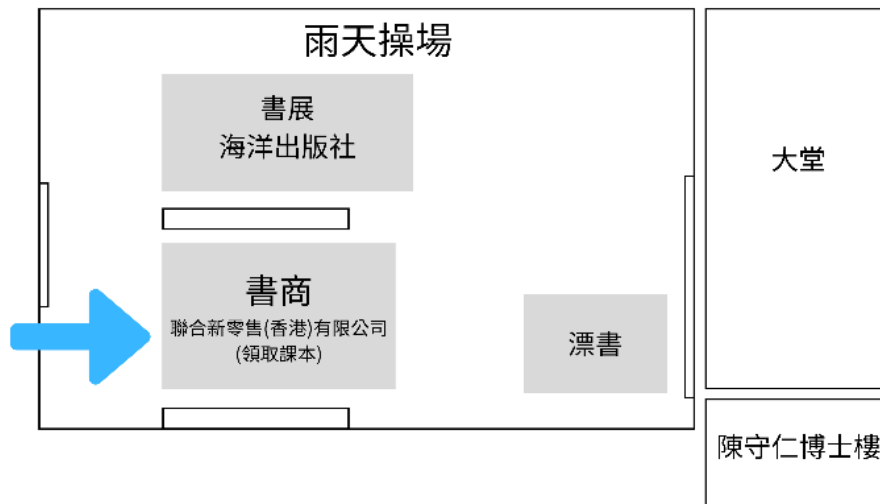 雨天操場
書展
海洋出版社
書商
聯合新零售(香港)有限公司
(領取課本)
漂書
大堂
陳守仁博士樓